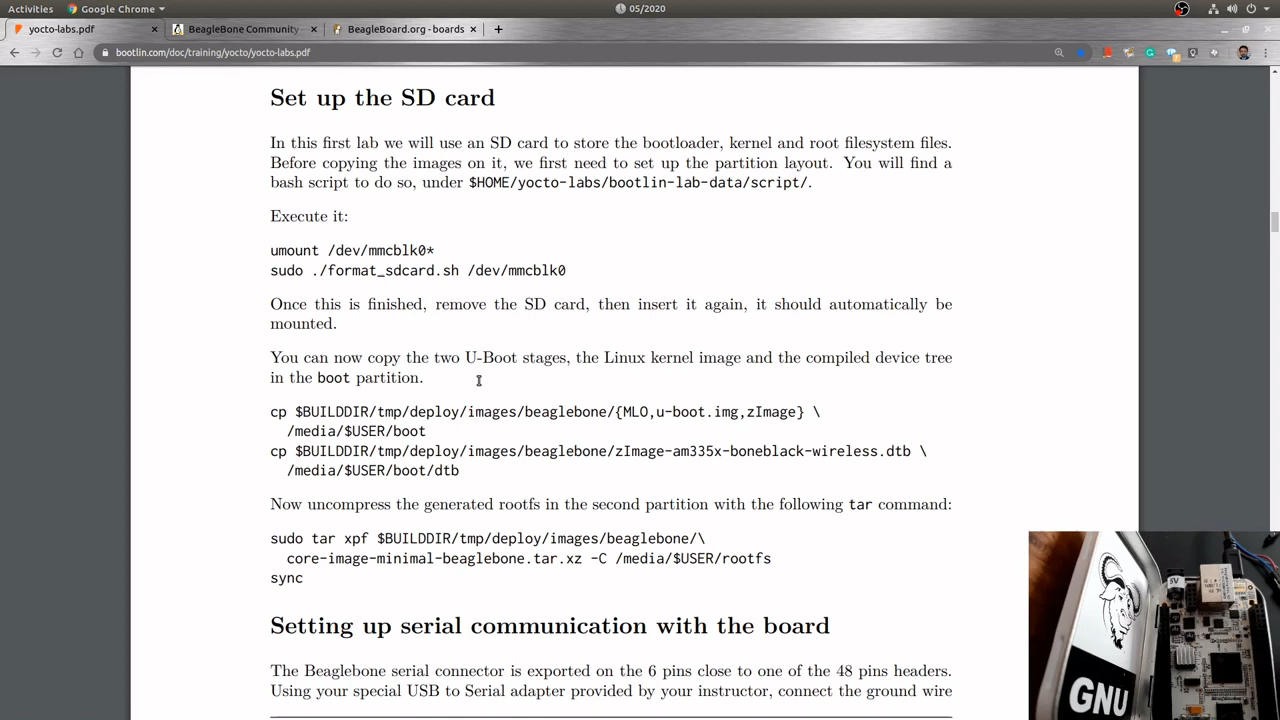 Activities
Google Chrome
05/2020
yocto-labs.pdf
BeagleBone Community
BeagleBoard.org - boards
bootlin.com/doc/training/yocto/yocto-labs.pdf
Set up the SD card
In this first lab we will use an SD card to store the bootloader, kernel and root filesystem files.
Before copying the images on it, we first need to set up the partition layout. You will find a
bash script to do so, under $HOME/yocto-labs/bootlin-lab-data/script/.
Execute it:
umount /dev/mmcblk0*
sudo ./format_sdcard.sh /dev/mmcblk0
Once this is finished, remove the SD card, then insert it again, it should automatically be
mounted.
You can now copy the two U-Boot stages, the Linux kernel image and the compiled device tree
in the boot partition.
cp $BUILDDIR/tmp/deploy/images/beaglebone/{MLO,u-boot.img,zImage} \
/media/$USER/boot
cp $BUILDDIR/tmp/deploy/images/beaglebone/zImage-am335x-boneblack-wireless.dtb \
/media/$USER/boot/dtb
Now uncompress the generated rootfs in the second partition with the following tar command:
sudo tar xpf $BUILDDIR/tmp/deploy/images/beaglebone/\
core-image-minimal-beaglebone.tar.xz -C /media/$USER/rootfs
sync
Setting up serial communication with the board
The Beaglebone serial connector is exported on the 6 pins close to one of the 48 pins headers.
Using your special USB to Serial adapter provided by your instructor, connect the ground wire
5V
GNU